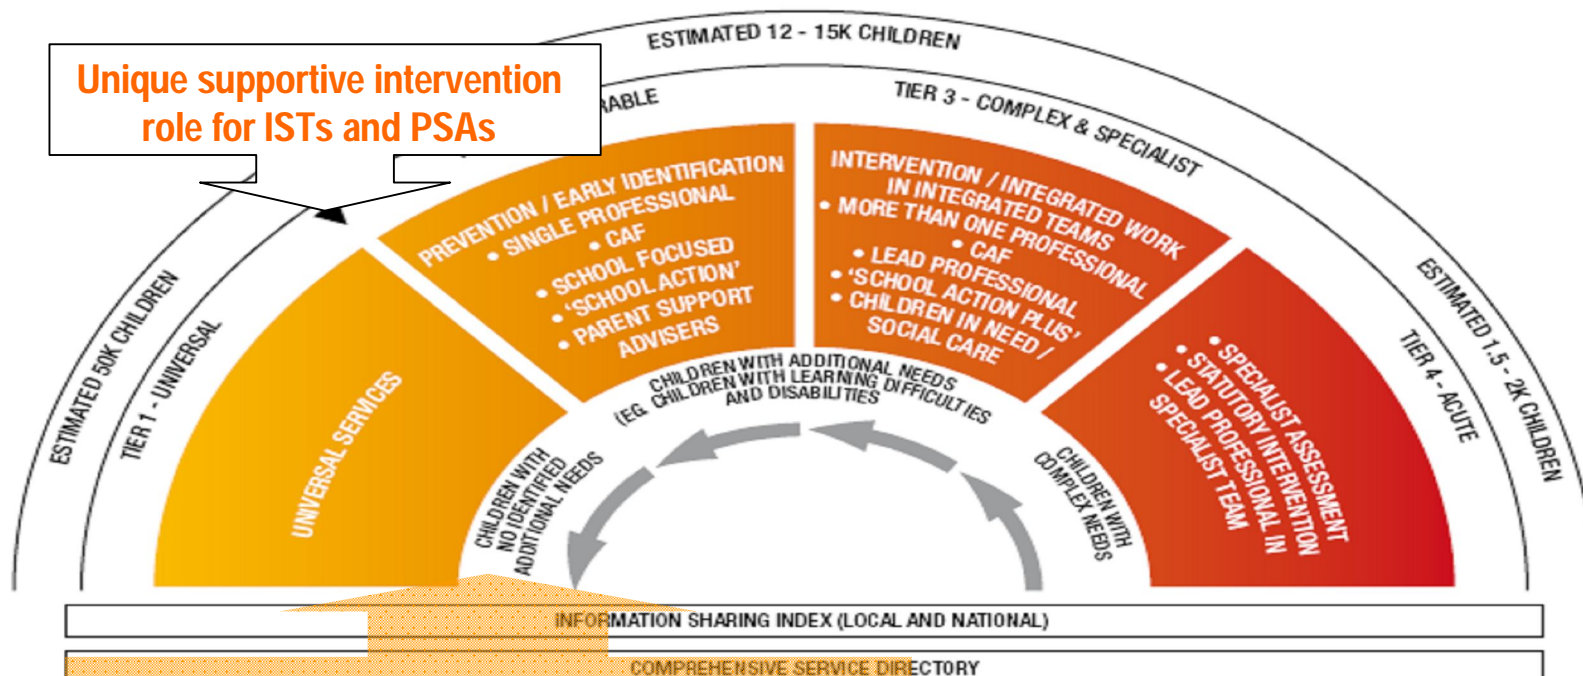 ESTIMATED 12 - 15K CHILDREN
Unique supportive intervention
role for ISTs and PSAs
RABLE
TIER 3 - COMPLEX & SPECIALIST
ESTIMATED 50K CHILDREN
TIER 1 - UNIVERSAL
UNIVERSAL SERVICES
PREVENTION / EARLY IDENTIFICATION
• SINGLE PROFESSIONAL
• CAF
• SCHOOL FOCUSED
• 'SCHOOL ACTION'
• PARENT SUPPORT
ADVISERS
INTERVENTION / INTEGRATED WORK
IN INTEGRATED TEAMS
• MORE THAN ONE PROFESSIONAL
• CAF
• LEAD PROFESSIONAL
• 'SCHOOL ACTION PLUS'
• CHILDREN IN NEED /
SOCIAL CARE
• SPECIALIST ASSESSMENT
• STATUTORY INTERVENTION
• LEAD PROFESSIONAL IN
SPECIALIST TEAM
TIER 4 - ACUTE
ESTIMATED 1.5 - 2K CHILDREN
CHILDREN WITH
NO IDENTIFIED
ADDITIONAL NEEDS
CHILDREN WITH ADDITIONAL NEEDS
(EG. CHILDREN WITH LEARNING DIFFICULTIES
AND DISABILITIES
CHILDREN WITH
COMPLEX NEEDS
INFORMATION SHARING INDEX (LOCAL AND NATIONAL)
COMPREHENSIVE SERVICE DIRECTORY